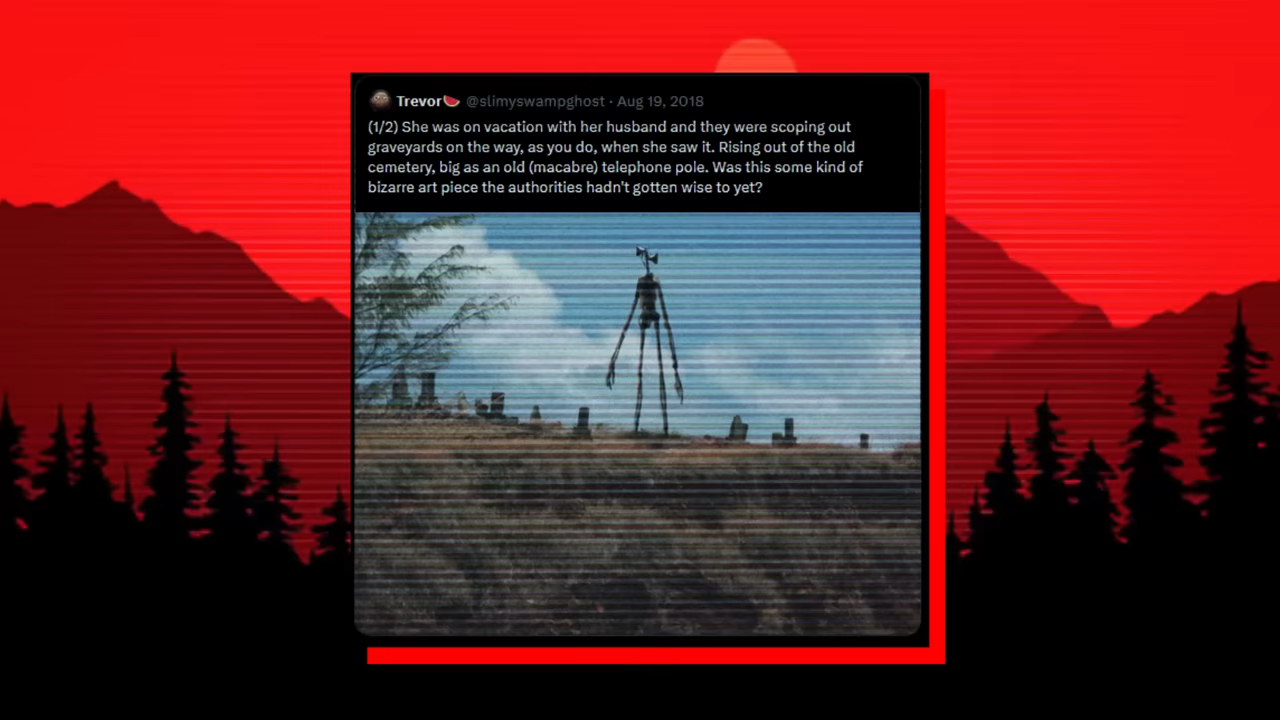 Trevor🍉 @slimyswampghost · Aug 19, 2018
(1/2) She was on vacation with her husband and they were scoping out
graveyards on the way, as you do, when she saw it. Rising out of the old
cemetery, big as an old (macabre) telephone pole. Was this some kind of
bizarre art piece the authorities hadn't gotten wise to yet?